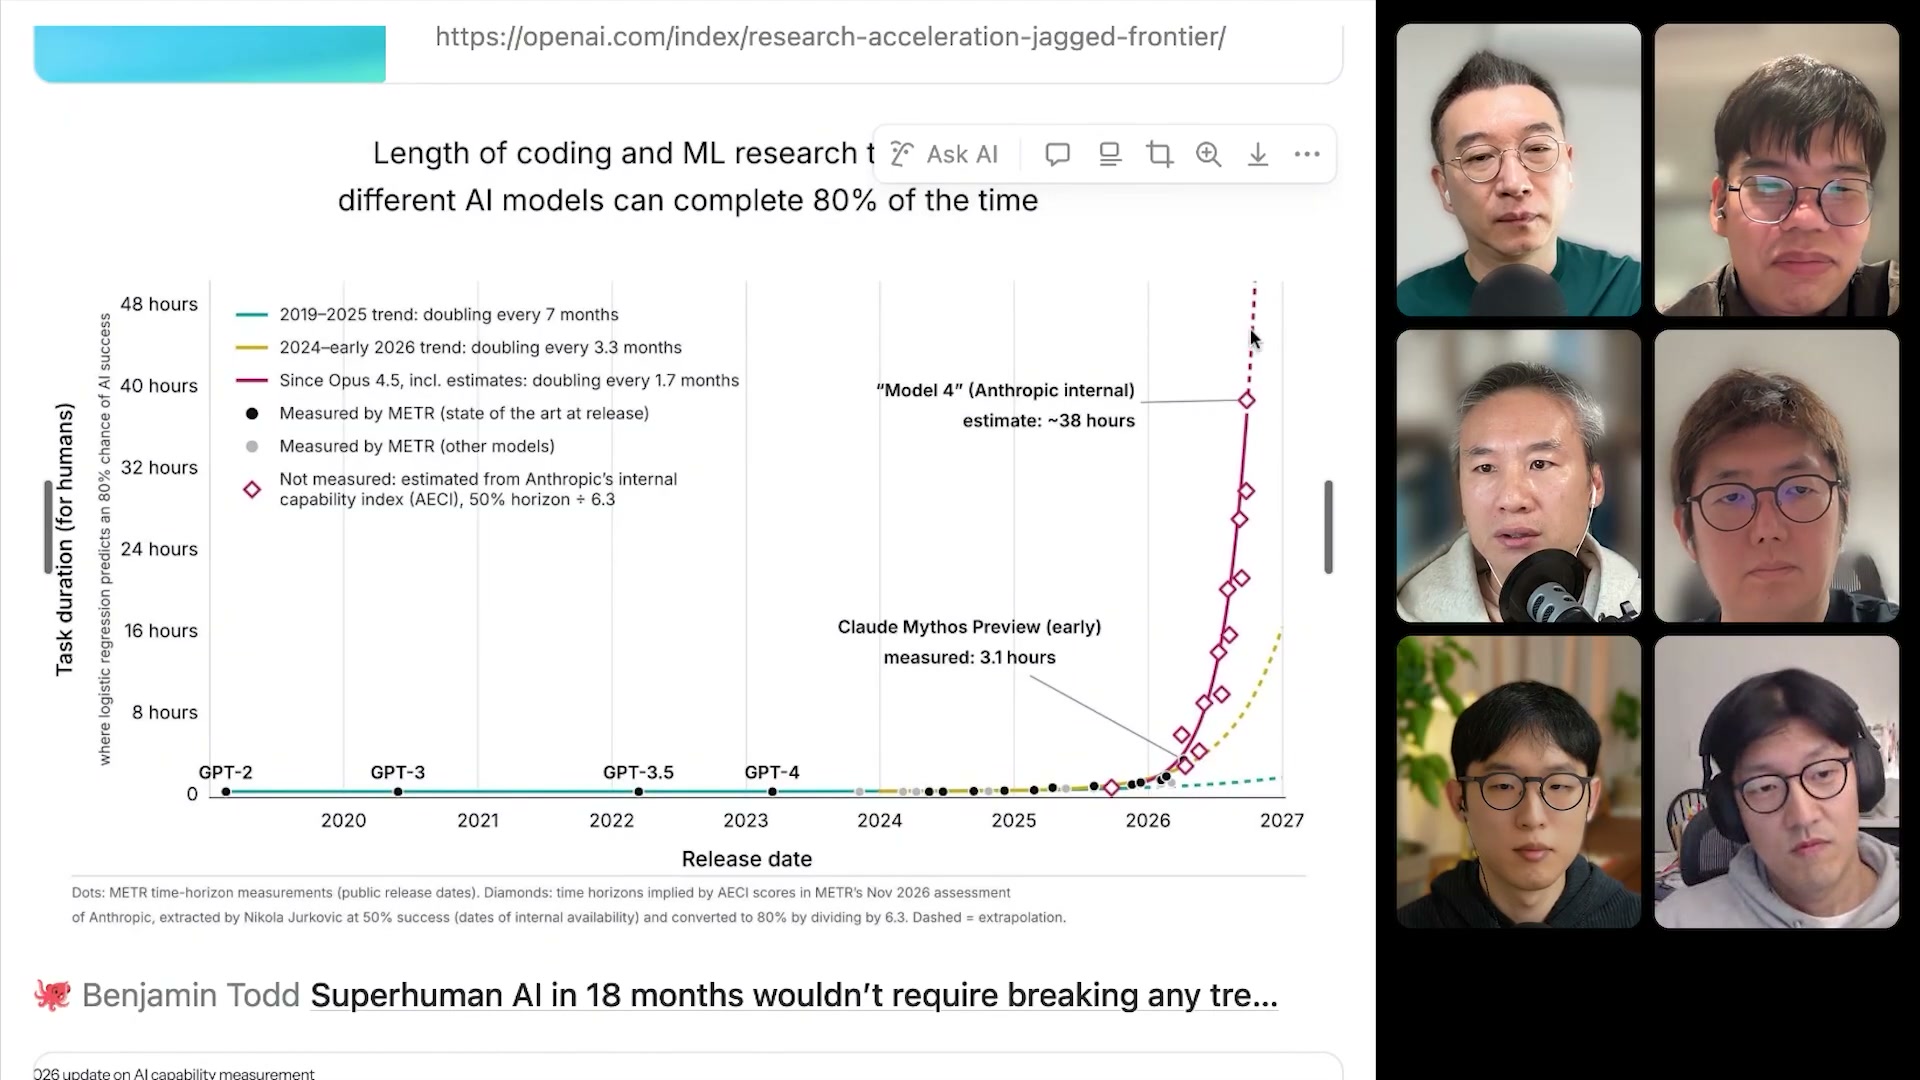 https://openai.com/index/research-acceleration-jagged-frontier/
Length of coding and ML research t
Ask AI
different AI models can complete 80% of the time
Task duration (for humans)
where logistic regression predicts an 80% chance of AI success
48 hours
40 hours
32 hours
24 hours
16 hours
8 hours
0
2019–2025 trend: doubling every 7 months
2024–early 2026 trend: doubling every 3.3 months
Since Opus 4.5, incl. estimates: doubling every 1.7 months
Measured by METR (state of the art at release)
Measured by METR (other models)
Not measured: estimated from Anthropic’s internal
capability index (AECI), 50% horizon ÷ 6.3
“Model 4” (Anthropic internal)
estimate: ~38 hours
Claude Mythos Preview (early)
measured: 3.1 hours
GPT-2
GPT-3
GPT-3.5
GPT-4
2020
2021
2022
2023
2024
2025
2026
2027
Release date
Dots: METR time-horizon measurements (public release dates). Diamonds: time horizons implied by AECI scores in METR’s Nov 2026 assessment
of Anthropic, extracted by Nikola Jurkovic at 50% success (dates of internal availability) and converted to 80% by dividing by 6.3. Dashed = extrapolation.
Benjamin Todd Superhuman AI in 18 months wouldn’t require breaking any tre...
026 update on AI capability measurement